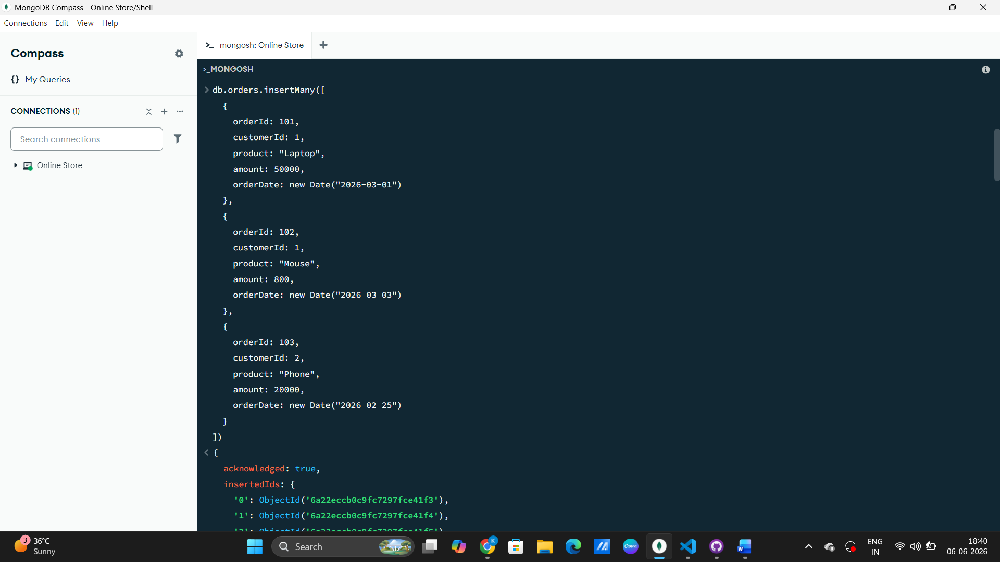 MongoDB Compass - Online Store/Shell
Connections Edit View Help
Compass
{} My Queries
CONNECTIONS (1)
Search connections
Online Store
>_ mongosh: Online Store +
>_MONGOSH
> db.orders.insertMany([
{
orderId: 101,
customerId: 1,
product: "Laptop",
amount: 50000,
orderDate: new Date("2026-03-01")
},
{
orderId: 102,
customerId: 1,
product: "Mouse",
amount: 800,
orderDate: new Date("2026-03-03")
},
{
orderId: 103,
customerId: 2,
product: "Phone",
amount: 20000,
orderDate: new Date("2026-02-25")
}
])
< {
acknowledged: true,
insertedIds: {
'0': ObjectId('6a22eccb0c9fc7297fce41f3'),
'1': ObjectId('6a22eccb0c9fc7297fce41f4'),
'2': ObjectId('6a22eccb0c9fc7297fce41f5')
3
36°C
Sunny
Search
K
Canva
W
ENG
IN
18:40
06-06-2026